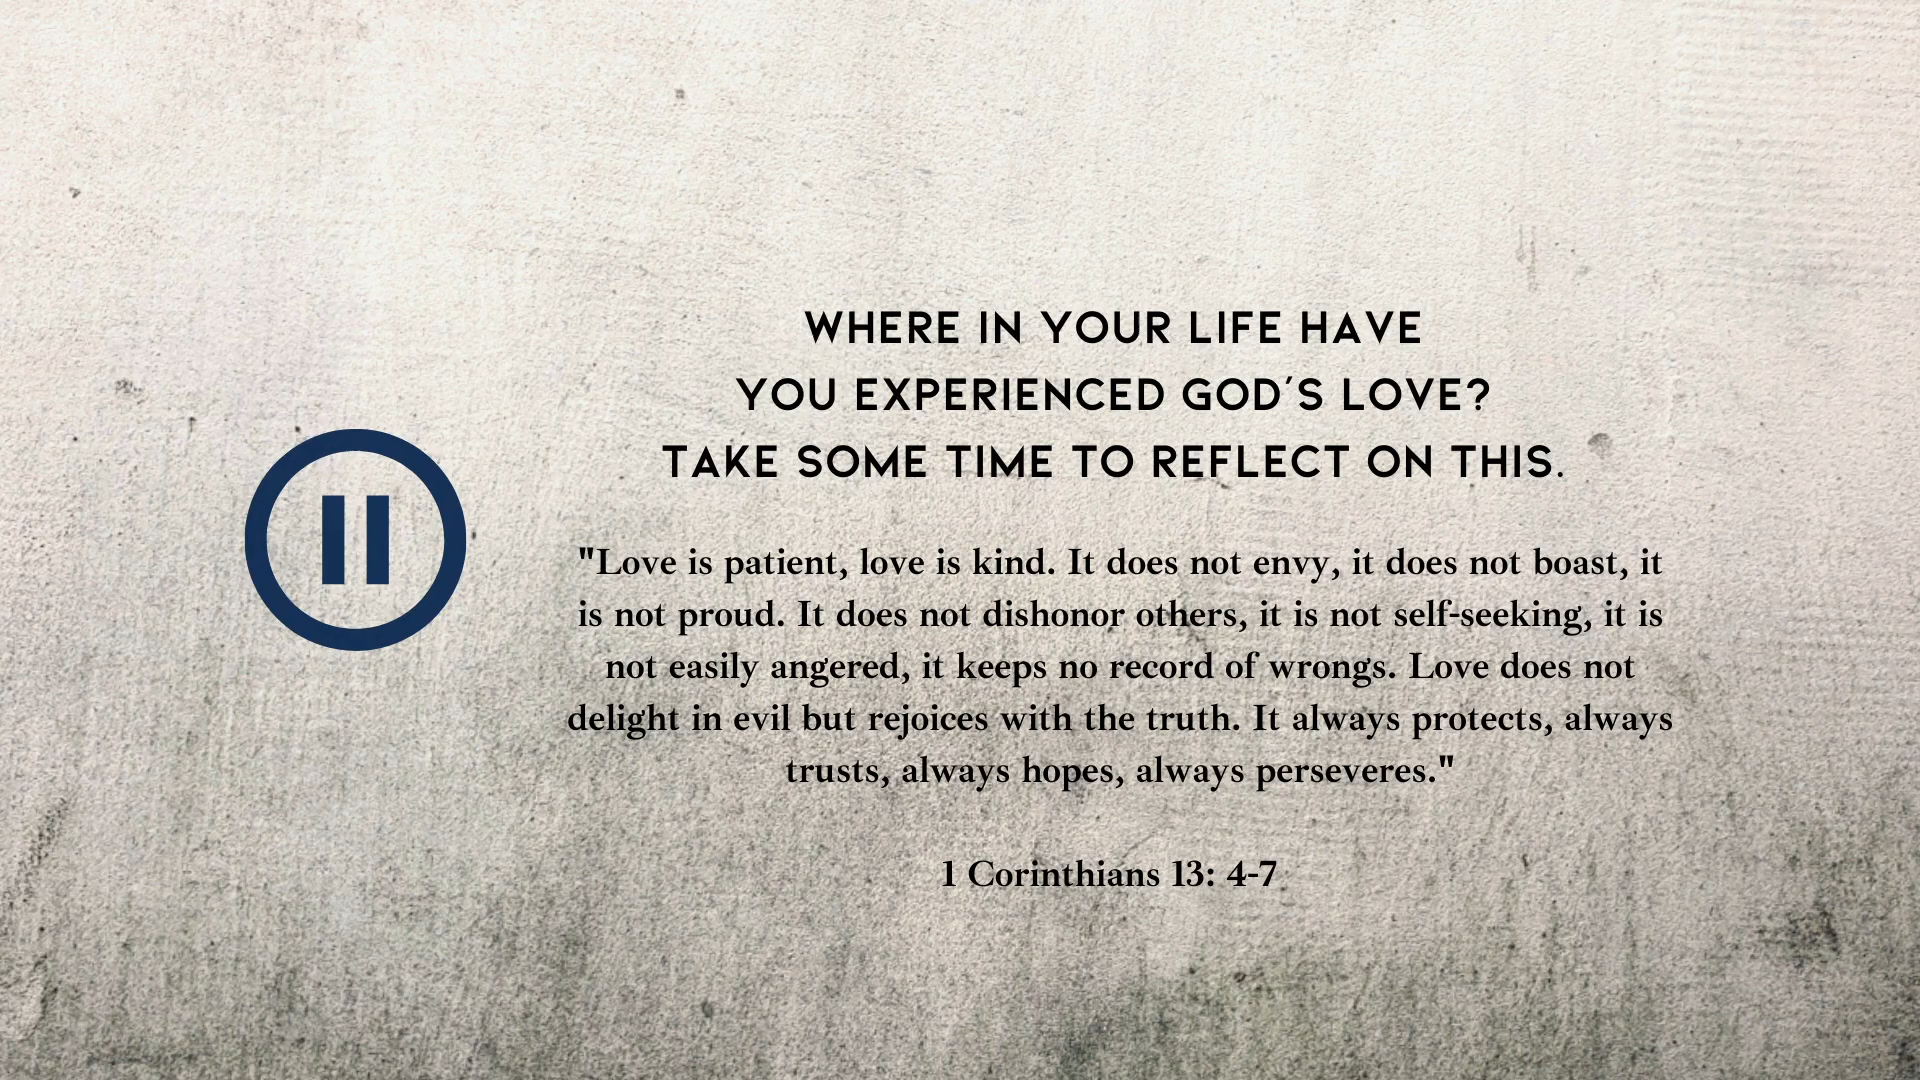 WHERE IN YOUR LIFE HAVE
YOU EXPERIENCED GOD'S LOVE?
TAKE SOME TIME TO REFLECT ON THIS.
"Love is patient, love is kind. It does not envy, it does not boast, it
is not proud. It does not dishonor others, it is not self-seeking, it is
not easily angered, it keeps no record of wrongs. Love does not
delight in evil but rejoices with the truth. It always protects, always
trusts, always hopes, always perseveres."
1 Corinthians 13: 4-7